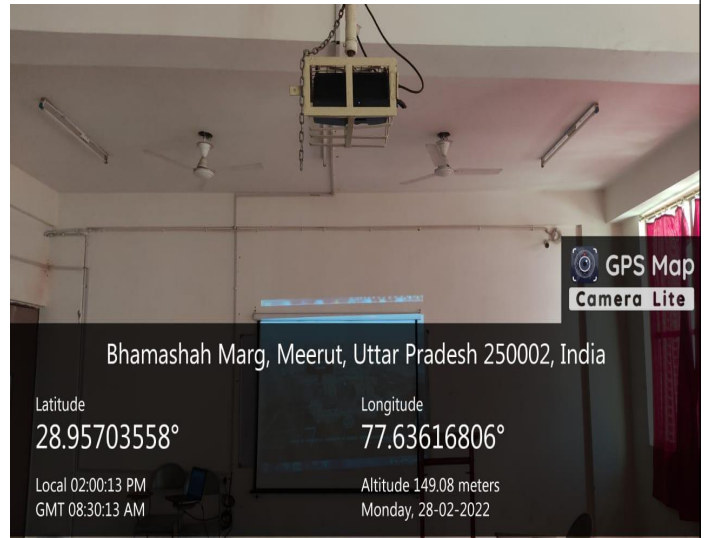 GPS Map
Camera Lite
Bhamashah Marg, Meerut, Uttar Pradesh 250002, India
Latitude
28.95703558°
Longitude
77.63616806°
Local 02:00:13 PM
GMT 08:30:13 AM
Altitude 149.08 meters
Monday, 28-02-2022